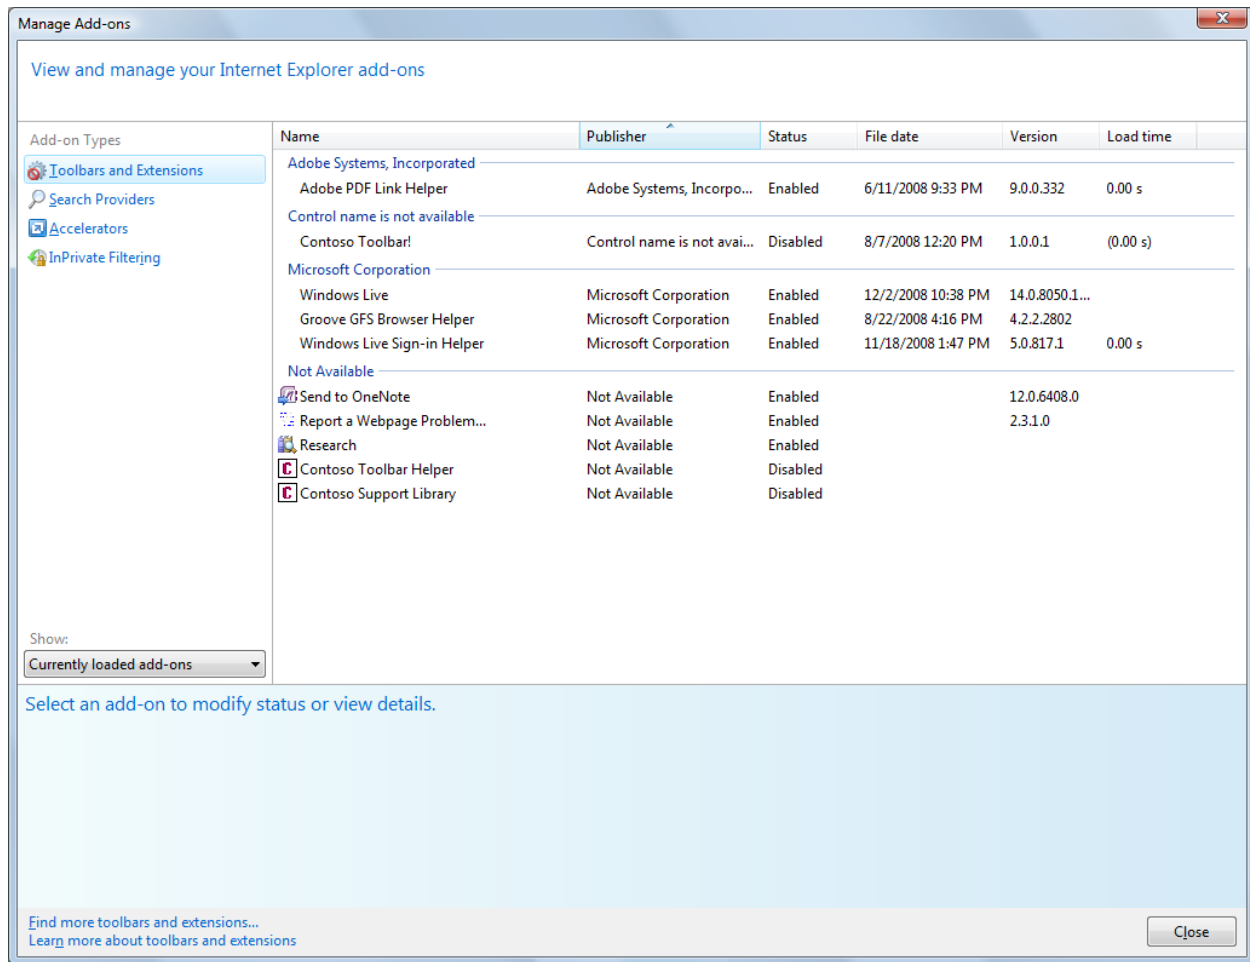 Manage Add-ons
View and manage your Internet Explorer add-ons
Add-on Types
Toolbars and Extensions
Search Providers
Accelerators
InPrivate Filtering
Show:
Currently loaded add-ons
Name Publisher Status File date Version Load time
Adobe Systems, Incorporated
Adobe PDF Link Helper Adobe Systems, Incorpo... Enabled 6/11/2008 9:33 PM 9.0.0.332 0.00 s
Control name is not available
Contoso Toolbar! Control name is not avai... Disabled 8/7/2008 12:20 PM 1.0.0.1 (0.00 s)
Microsoft Corporation
Windows Live Microsoft Corporation Enabled 12/2/2008 10:38 PM 14.0.8050.1...
Groove GFS Browser Helper Microsoft Corporation Enabled 8/22/2008 4:16 PM 4.2.2.2802
Windows Live Sign-in Helper Microsoft Corporation Enabled 11/18/2008 1:47 PM 5.0.817.1 0.00 s
Not Available
Send to OneNote Not Available Enabled 12.0.6408.0
Report a Webpage Problem... Not Available Enabled 2.3.1.0
Research Not Available Enabled
Contoso Toolbar Helper Not Available Disabled
Contoso Support Library Not Available Disabled
Select an add-on to modify status or view details.
Find more toolbars and extensions...
Learn more about toolbars and extensions
Close